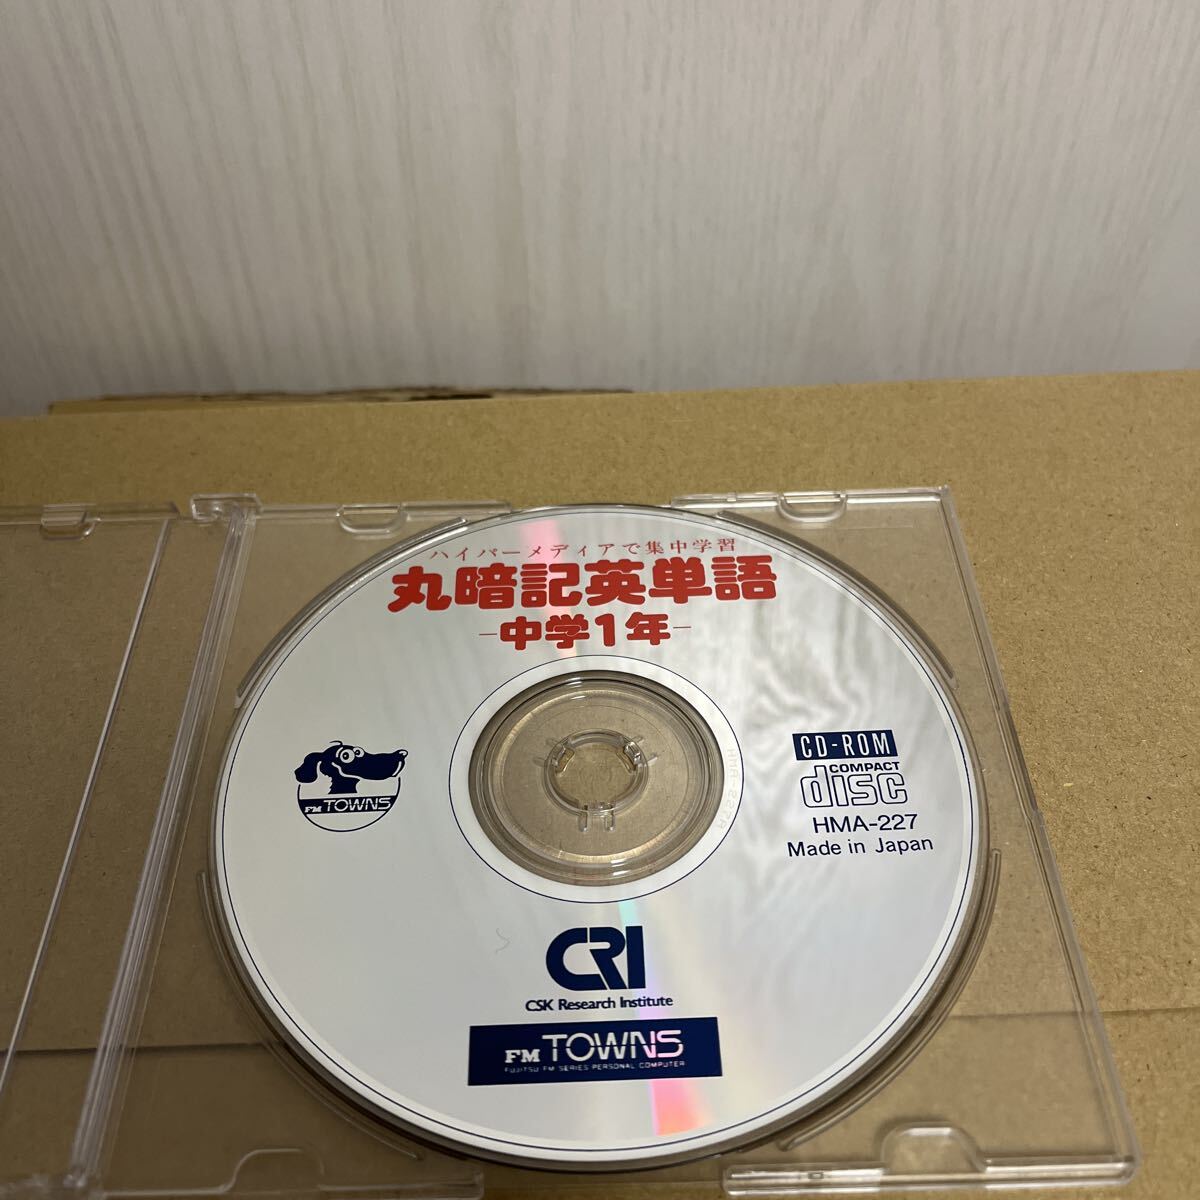 ハイパーメディアで集中学習
丸暗記英単語
－中学1年－
FM TOWNS
CD-ROM
COMPACT
disc
HMA-227
Made in Japan
HMA-227A
CRI
CSK Research Institute
FM TOWNS
FUJITSU FM SERIES PERSONAL COMPUTER